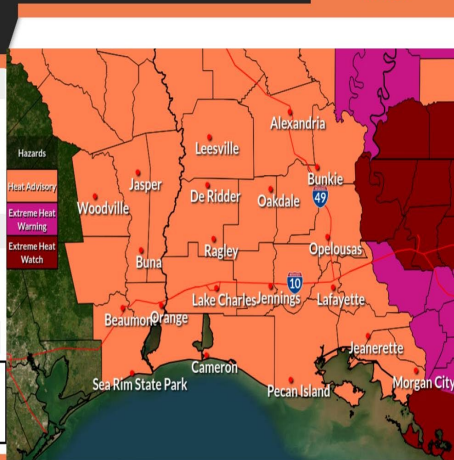 Hazards
Heat Advisory
Extreme Heat
Warning
Extreme Heat
Watch
Alexandria
Leesville
Jasper
Bunkie
Woodville
De Ridder
Oakdale
49
Buna
Ragley
Opelousas
10
Lake Charles
Jennings
Lafayette
Beaumont
Orange
Jeanerette
Cameron
Sea Rim State Park
Pecan Island
Morgan City